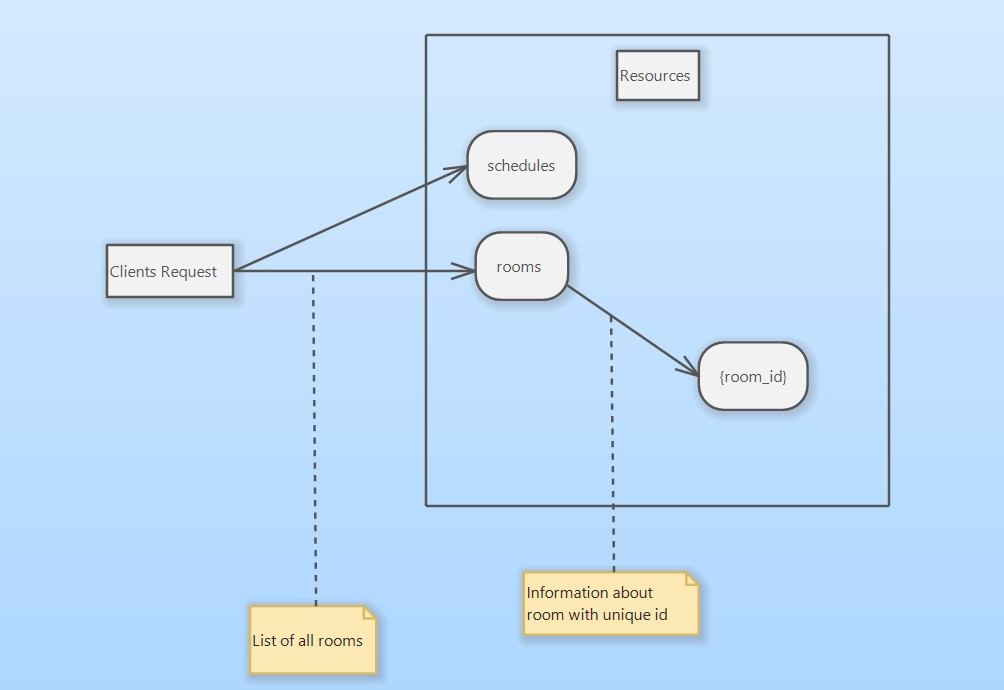 Resources
schedules
Clients Request
rooms
{room_id}
Information about
room with unique id
List of all rooms